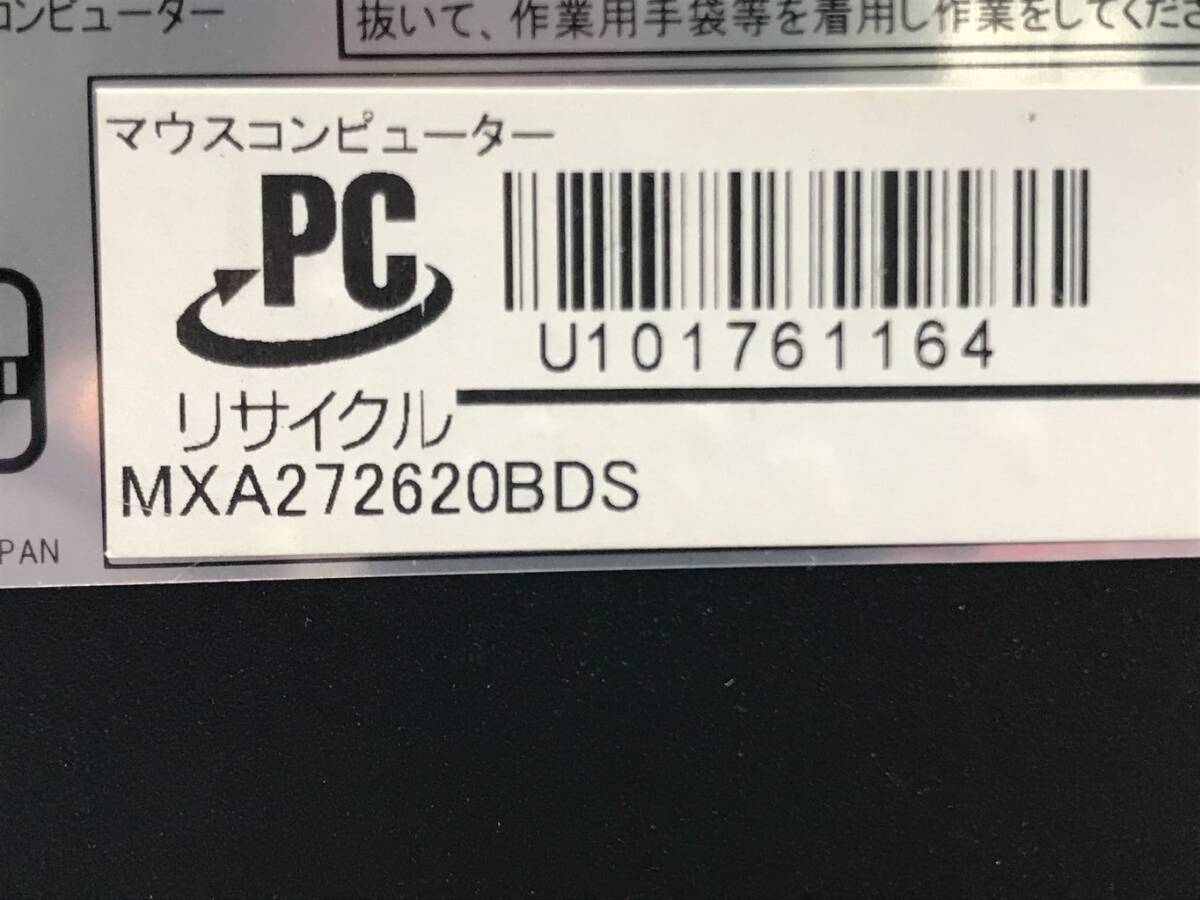 コンピューター
抜いて、作業用手袋等を着用し作業をしてくださ
マウスコンピューター
PC
U101761164
リサイクル
MXA272620BDS
PAN